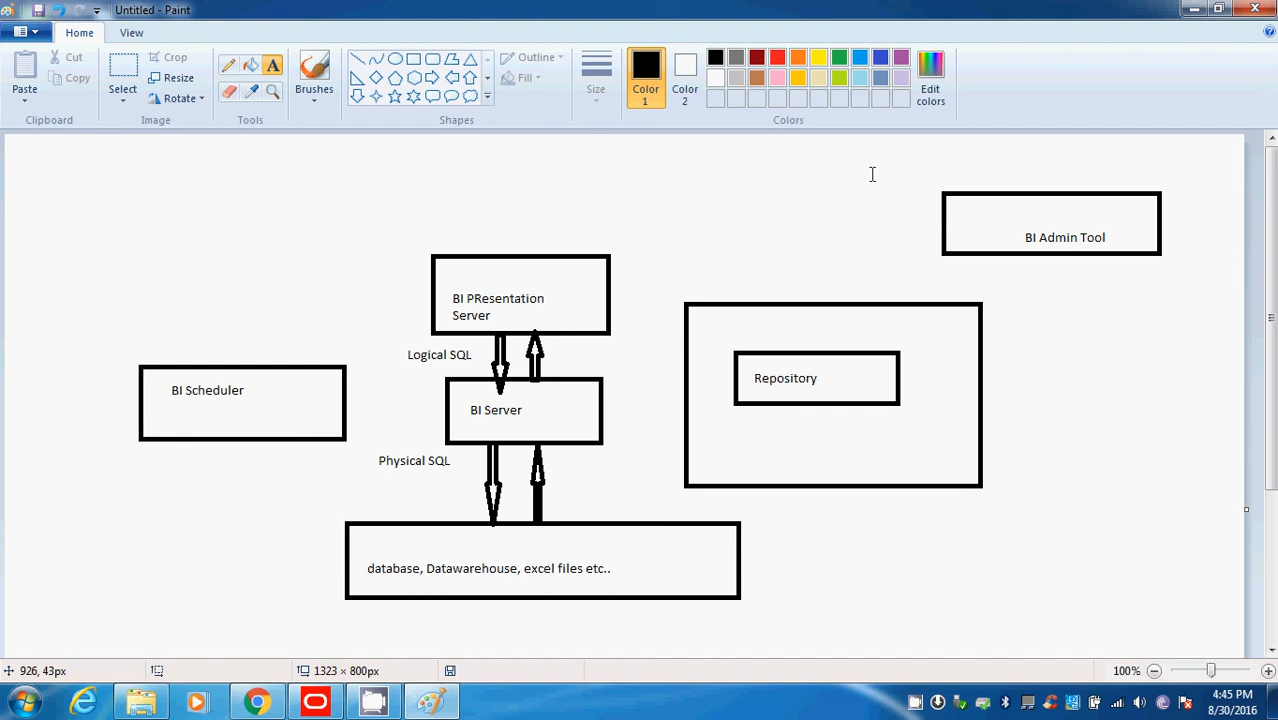 Untitled - Paint
Home
View
Paste
Cut
Copy
Clipboard
Select
Crop
Resize
Rotate
Image
Tools
Brushes
Outline
Fill
Shapes
Size
Color
1
Color
2
Edit
colors
Colors
BI Admin Tool
BI PResentation
Server
Logical SQL
Repository
BI Scheduler
BI Server
Physical SQL
database, Datawarehouse, excel files etc..
926, 43px
1323 × 800px
100%
4:45 PM
8/30/2016